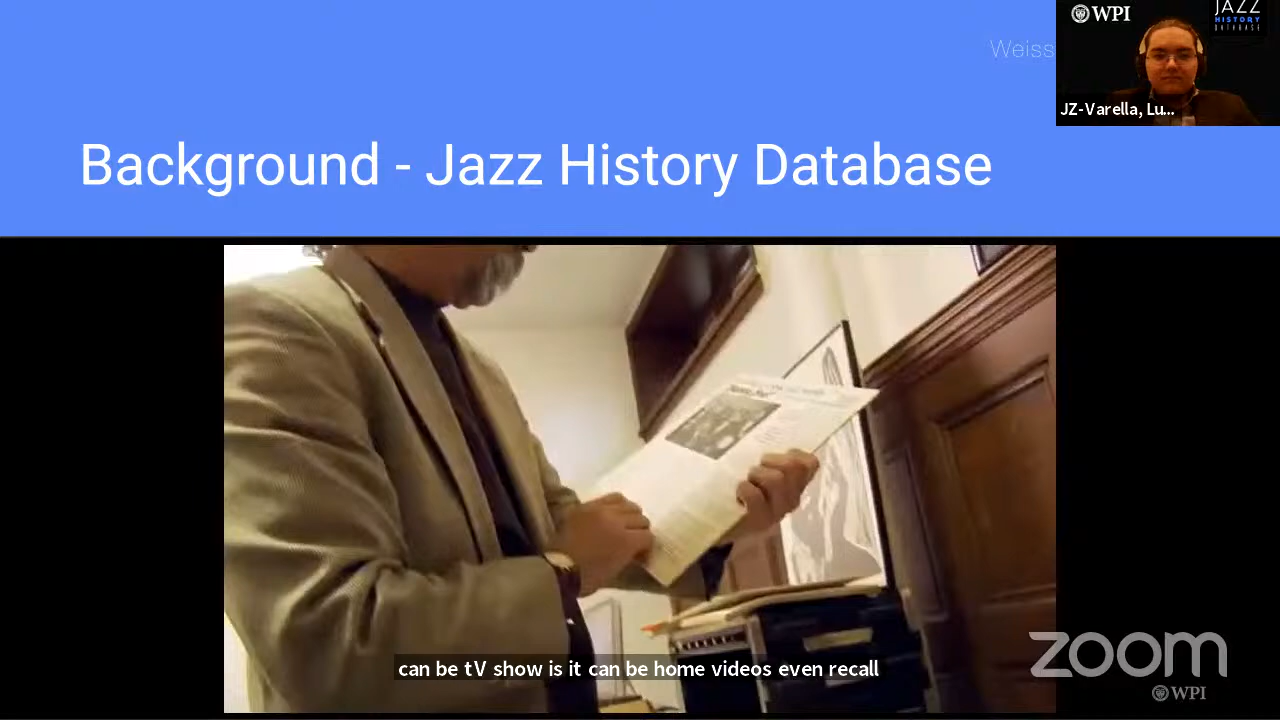 WPI
JAZZ
HISTORY
DATABASE
Weiss
JZ-Varella, Lu...
Background - Jazz History Database
can be tV show is it can be home videos even recall
zoom
WPI